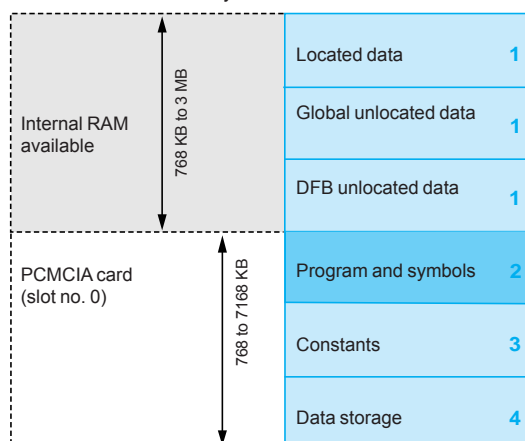 Located data 1
Global unlocated data 1
Internal RAM
available
768 KB to 3 MB
DFB unlocated data 1
PCMCIA card
(slot no. 0)
768 to 7168 KB
Program and symbols 2
Constants 3
Data storage 4